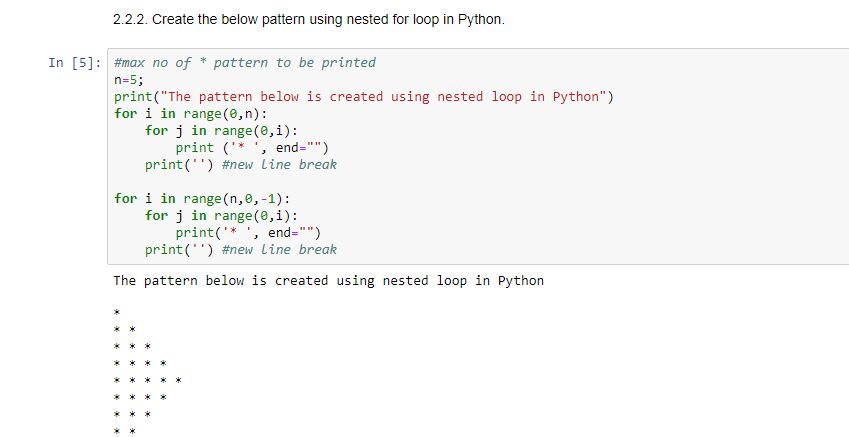 2.2.2. Create the below pattern using nested for loop in Python.
In [5]: #max no of * pattern to be printed
n=5;
print("The pattern below is created using nested loop in Python")
for i in range(0,n):
    for j in range(0,i):
        print ('* ', end="")
    print('') #new line break

for i in range(n,0,-1):
    for j in range(0,i):
        print('* ', end="")
    print('') #new line break
The pattern below is created using nested loop in Python

*
* *
* * *
* * * *
* * * * *
* * * *
* * *
* *